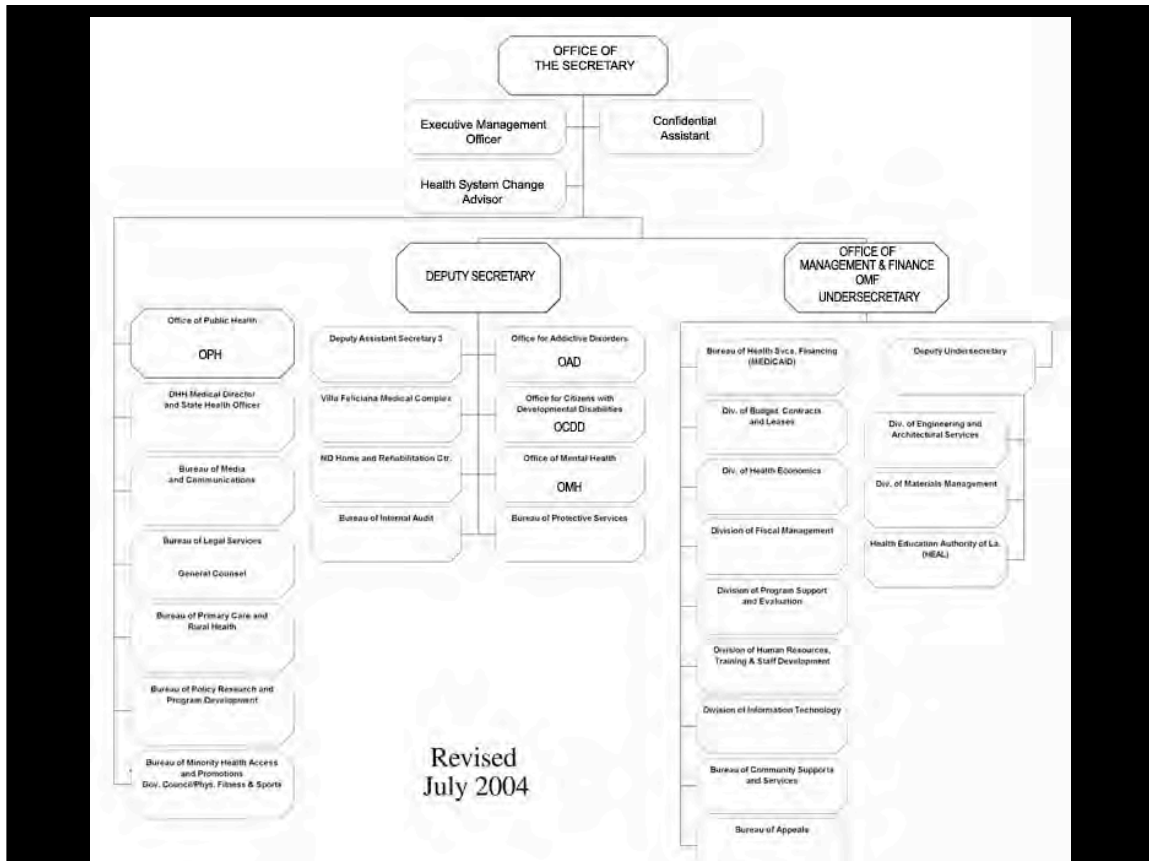 OFFICE OF
THE SECRETARY
Executive Management
Officer
Confidential
Assistant
Health System Change
Advisor
DEPUTY SECRETARY
OFFICE OF
MANAGEMENT & FINANCE
OMF
UNDERSECRETARY
Office of Public Health
OPH
DHH Medical Director
and State Health Officer
Bureau of Media
and Communications
Bureau of Legal Services
General Counsel
Bureau of Primary Care and
Rural Health
Bureau of Policy Research and
Program Development
Bureau of Minority Health Access
and Promotions
Gov. Council/Phys. Fitness & Sports
Deputy Assistant Secretary 3
Villa Feliciana Medical Complex
NO Home and Rehabilitation Ctr.
Bureau of Internal Audit
Office for Addictive Disorders
OAD
Office for Citizens with
Developmental Disabilities
OCDD
Office of Mental Health
OMH
Bureau of Protective Services
Bureau of Health Svcs. Financing
(MEDICAID)
Div. of Budget, Contracts
and Leases
Div. of Health Economics
Division of Fiscal Management
Division of Program Support
and Evaluation
Division of Human Resources,
Training & Staff Development
Division of Information Technology
Bureau of Community Supports
and Services
Bureau of Appeals
Deputy Undersecretary
Div. of Engineering and
Architectural Services
Div. of Materials Management
Health Education Authority of La.
(HEAL)
Revised
July 2004